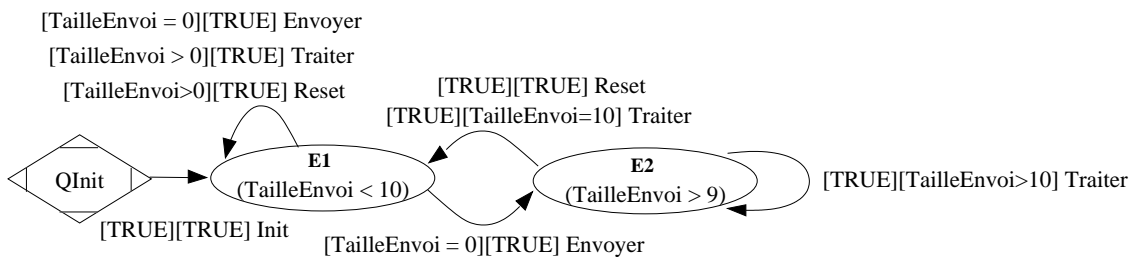 [TailleEnvoi = 0][TRUE] Envoyer
[TailleEnvoi > 0][TRUE] Traiter
[TailleEnvoi>0][TRUE] Reset
[TRUE][TRUE] Reset
[TRUE][TailleEnvoi=10] Traiter
QInit
E1
(TailleEnvoi < 10)
E2
(TailleEnvoi > 9)
[TRUE][TailleEnvoi>10] Traiter
[TRUE][TRUE] Init
[TailleEnvoi = 0][TRUE] Envoyer